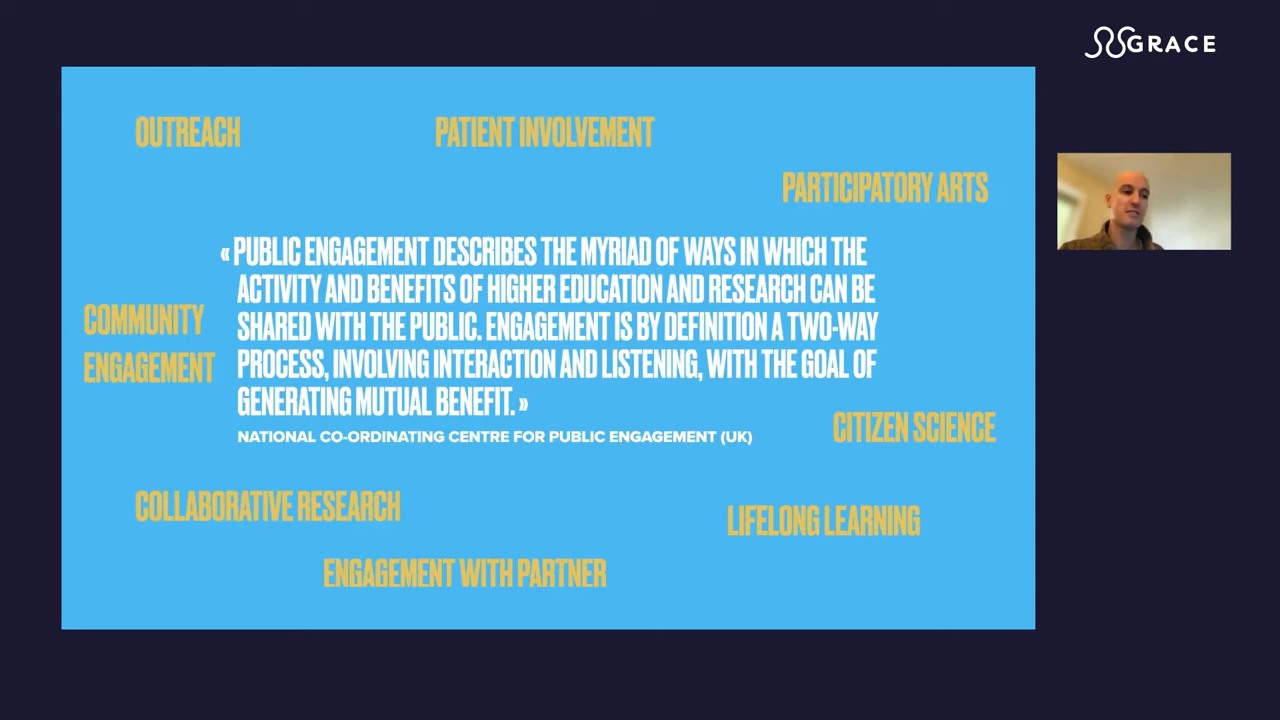 GRACE
OUTREACH
PATIENT INVOLVEMENT
PARTICIPATORY ARTS
« PUBLIC ENGAGEMENT DESCRIBES THE MYRIAD OF WAYS IN WHICH THE
ACTIVITY AND BENEFITS OF HIGHER EDUCATION AND RESEARCH CAN BE
SHARED WITH THE PUBLIC. ENGAGEMENT IS BY DEFINITION A TWO-WAY
PROCESS, INVOLVING INTERACTION AND LISTENING, WITH THE GOAL OF
GENERATING MUTUAL BENEFIT. »
NATIONAL CO-ORDINATING CENTRE FOR PUBLIC ENGAGEMENT (UK)
COMMUNITY
ENGAGEMENT
CITIZEN SCIENCE
COLLABORATIVE RESEARCH
LIFELONG LEARNING
ENGAGEMENT WITH PARTNER